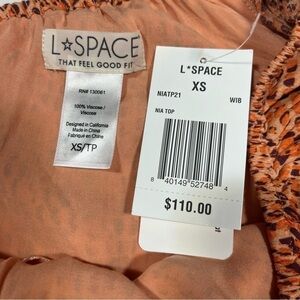 L*SPACE
THAT FEEL GOOD FIT
RN# 130061
100% Viscose /
Viscose
Designed in California
Made in China
Fabriqué en Chine
XS/TP
L*SPACE
XS
NIATP21
W18
NIA TOP
8 40149 52748 4
$110.00